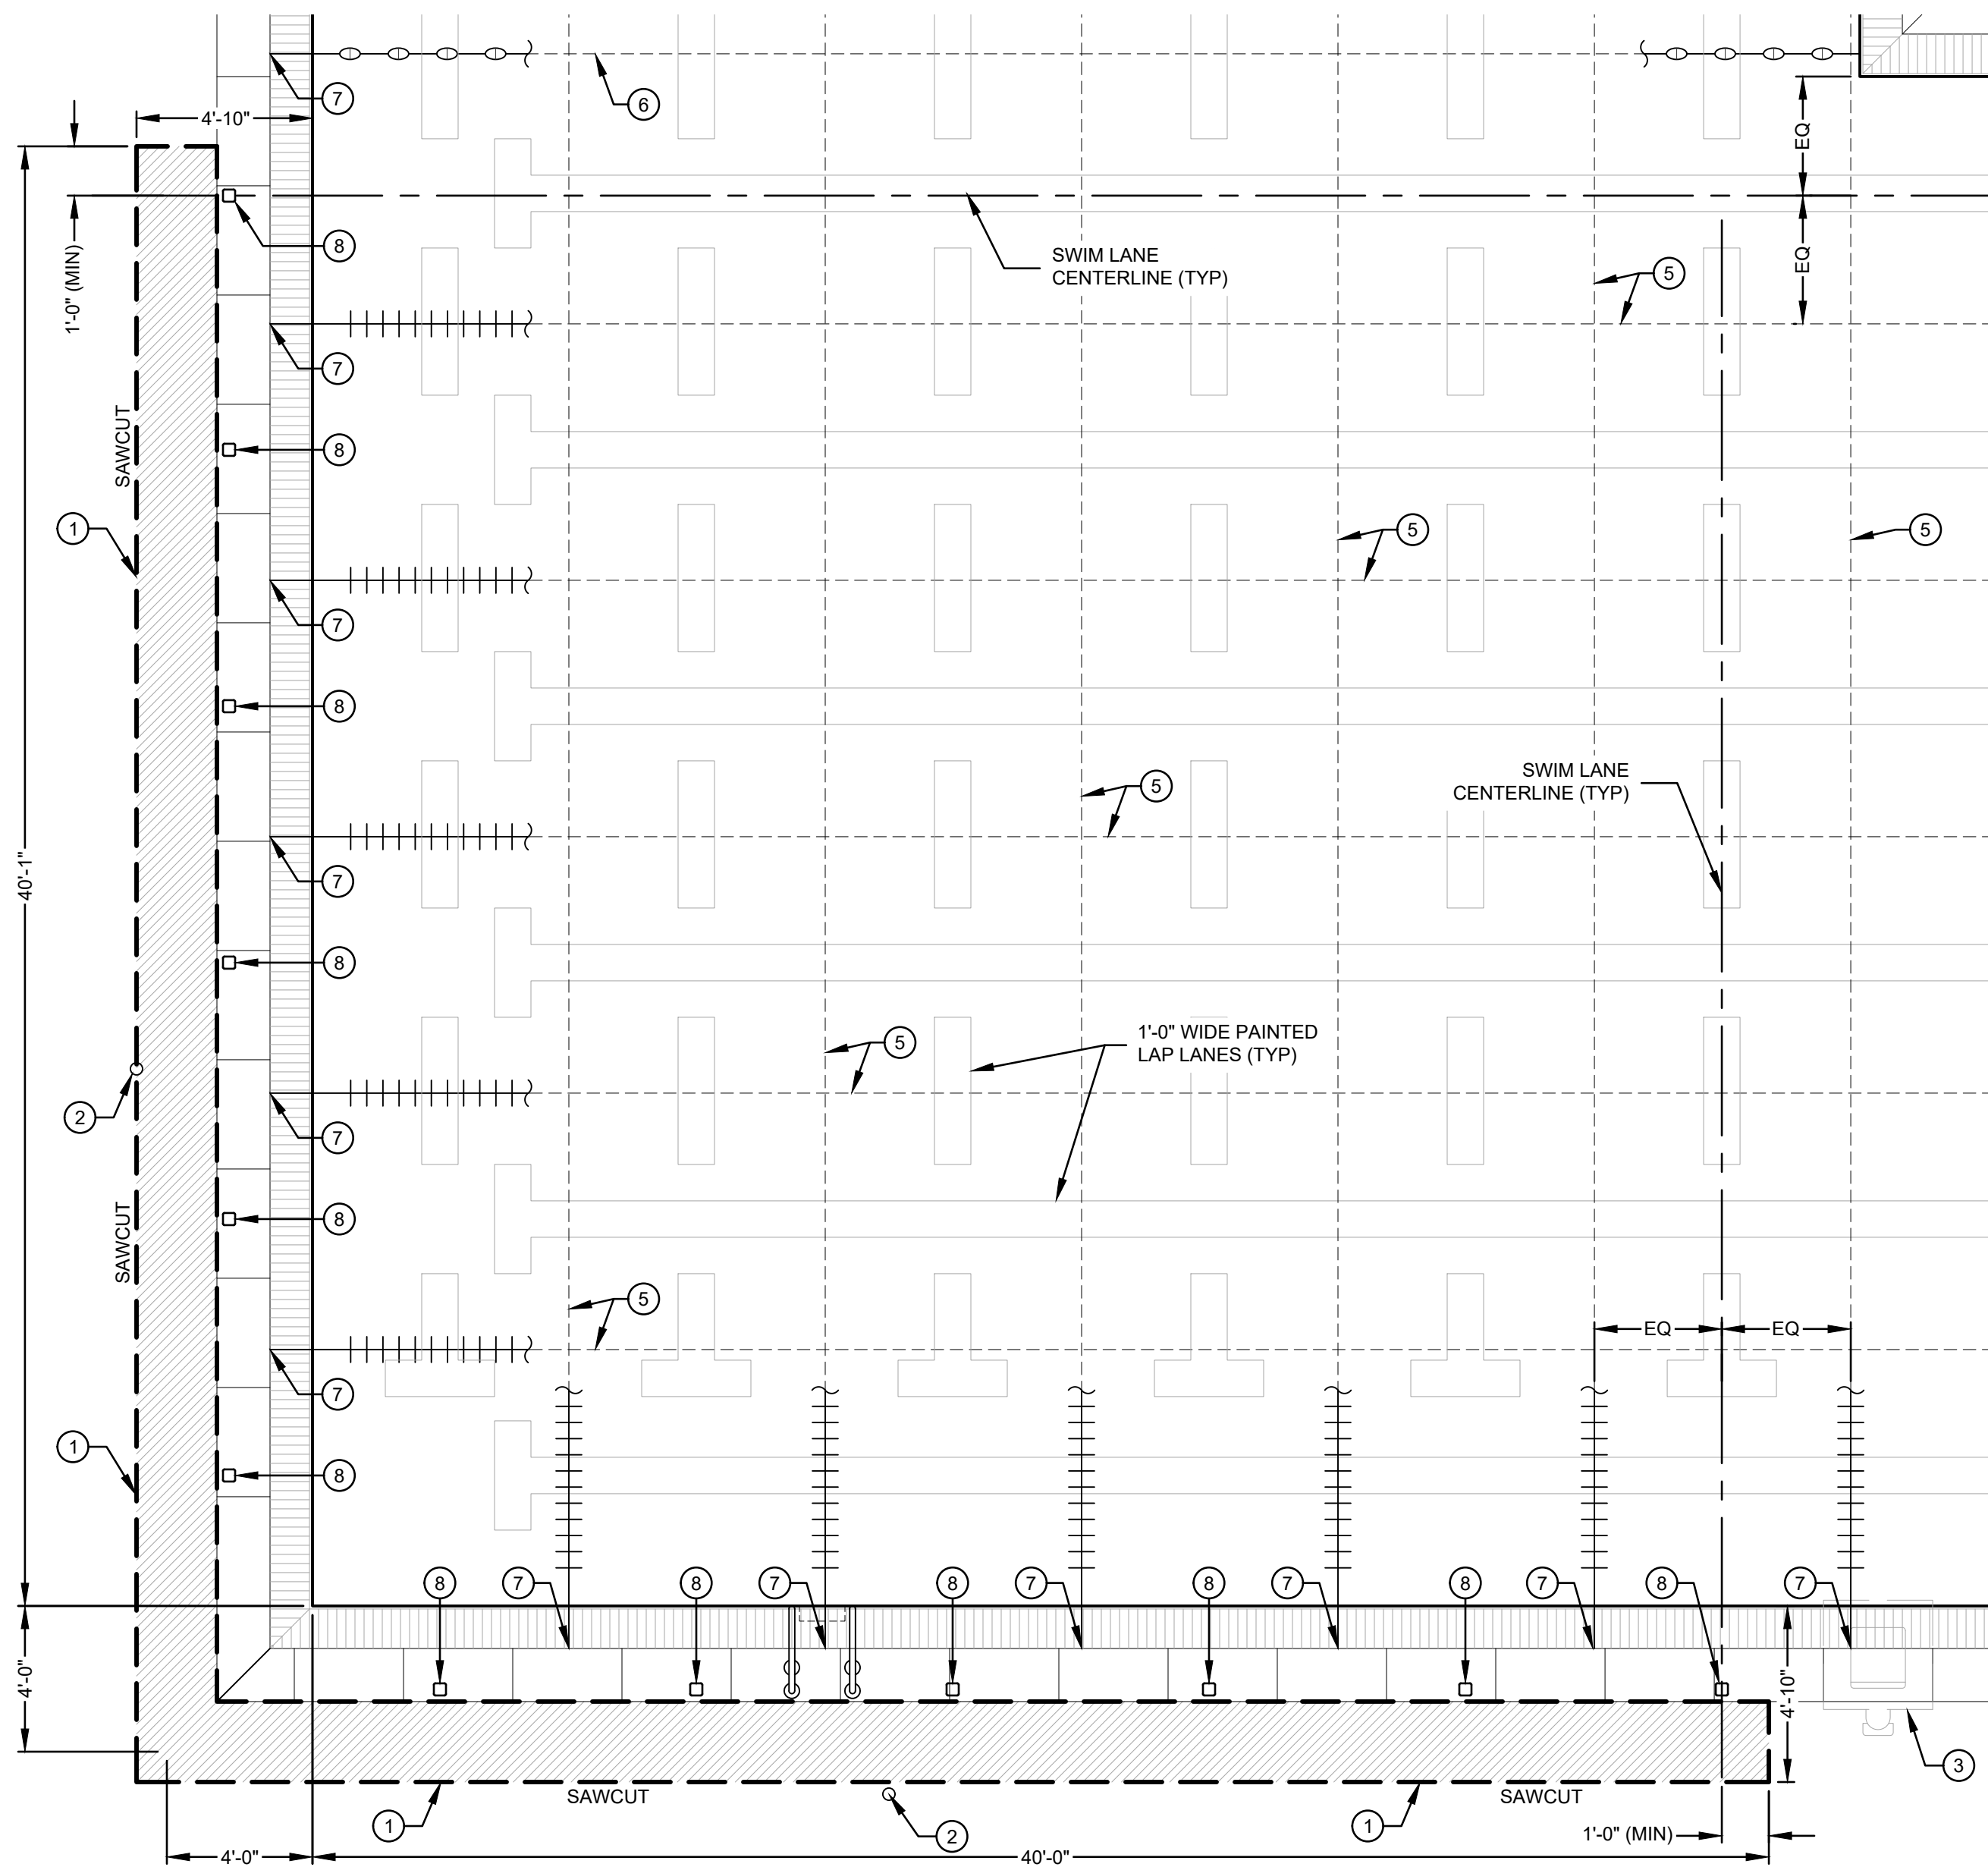 7
6
4'-10"
EQ
8
1'-0" (MIN)
SWIM LANE
CENTERLINE (TYP)
EQ
5
7
SAWCUT
8
1
5
5
7
8
SWIM LANE
CENTERLINE (TYP)
5
40'-1"
7
8
1'-0" WIDE PAINTED
LAP LANES (TYP)
5
2
7
SAWCUT
8
5
EQ
EQ
7
1
8
8
7
8
7
8
7
8
7
8
7
8
7
4'-0"
4'-10"
3
SAWCUT
SAWCUT
1
2
1
1'-0" (MIN)
4'-0"
40'-0"